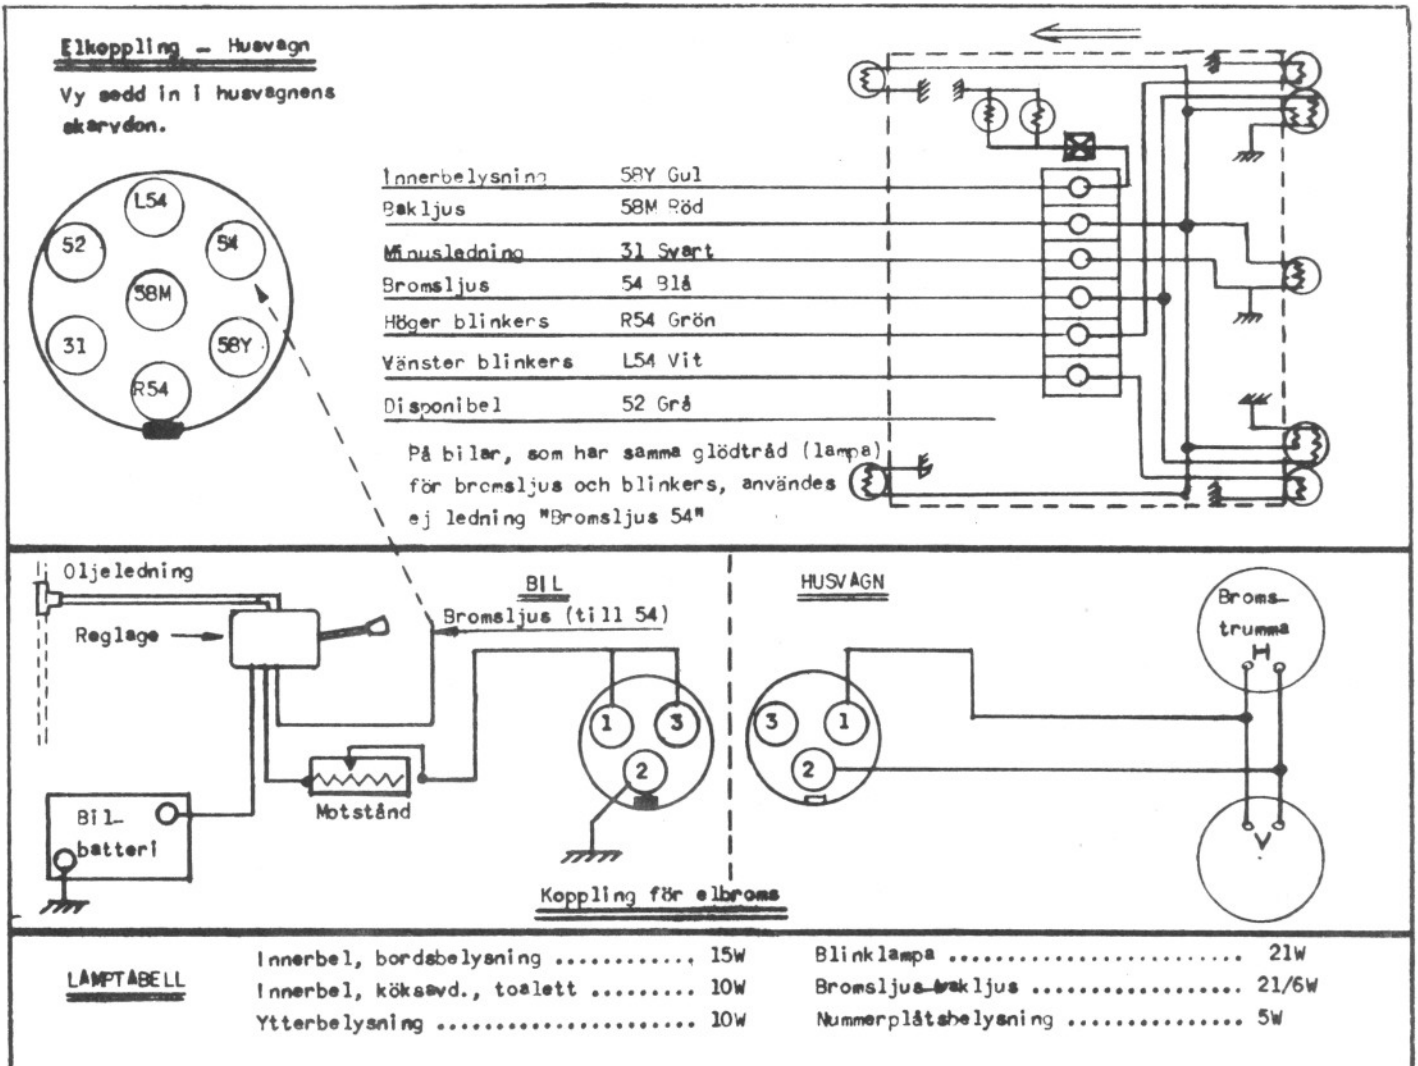 Elkoppling - Husvagn
Vy sedd in i husvagnens
skarvdon.
L54
52
54
58M
31
58Y
R54
Innerbelysning 58Y Gul
Bakljus 58M Röd
Minusledning 31 Svart
Bromsljus 54 Blå
Höger blinkers R54 Grön
Vänster blinkers L54 Vit
Disponibel 52 Grå
På bilar, som har samma glödtråd (lampa)
för bromsljus och blinkers, användes
ej ledning "Bromsljus 54"
Oljeledning
Reglage
BIL
Bromsljus (till 54)
HUSVAGN
Broms-
trumma
1 3
2
3 1
2
Motstånd
Bil-
batteri
Koppling för elbroms
LAMPTABELL
Innerbel, bordsbelysning ............ 15W
Innerbel, köksavd., toalett ......... 10W
Ytterbelysning ...................... 10W
Blinklampa ......................... 21W
Bromsljus-bakljus .................. 21/6W
Nummerplåtsbelysning ............... 5W